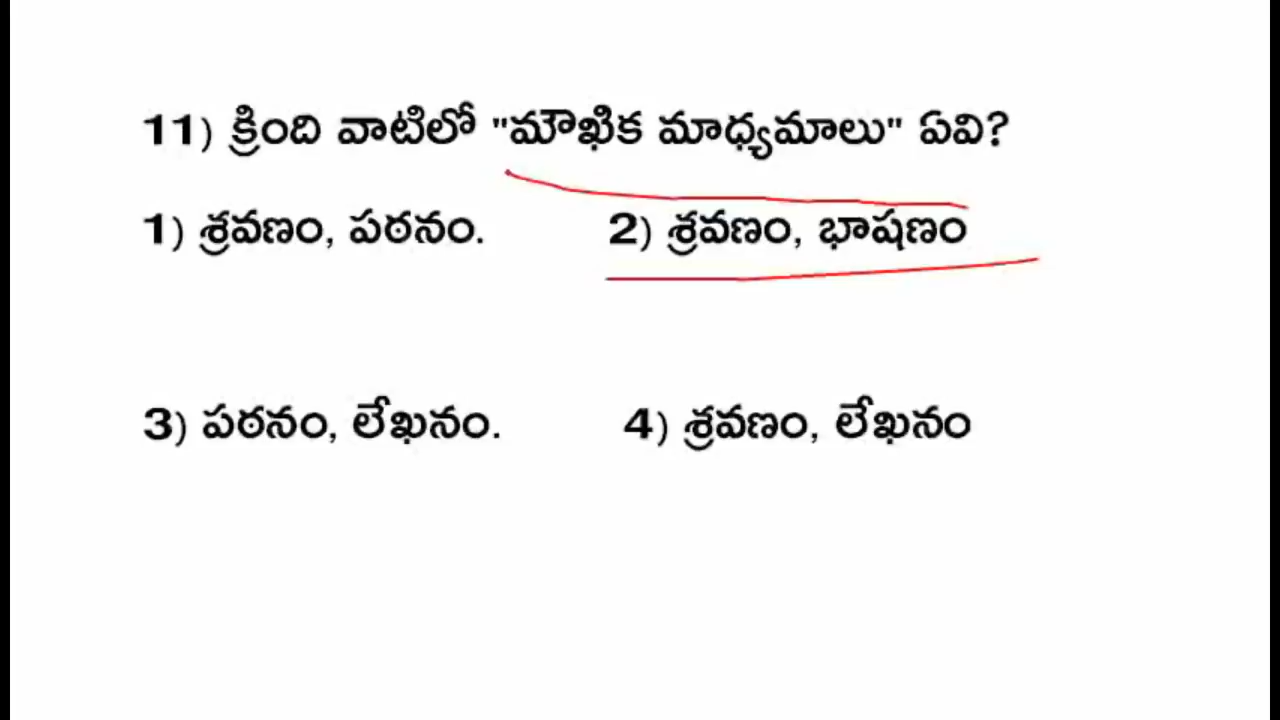 11) క్రింది వాటిలో "మౌఖిక మాధ్యమాలు" ఏవి?
1) శ్రవణం, పఠనం. 2) శ్రవణం, భాషణం
3) పఠనం, లేఖనం. 4) శ్రవణం, లేఖనం